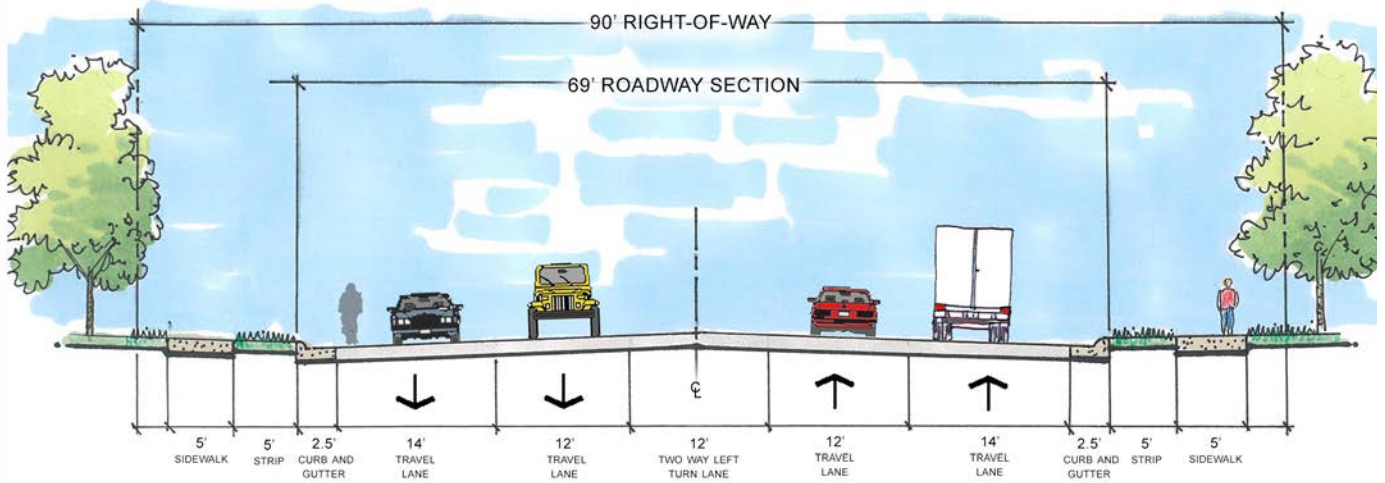 90' RIGHT-OF-WAY
69' ROADWAY SECTION
℄
5'
SIDEWALK
5'
STRIP
2.5'
CURB AND
GUTTER
14'
TRAVEL
LANE
12'
TRAVEL
LANE
12'
TWO WAY LEFT
TURN LANE
12'
TRAVEL
LANE
14'
TRAVEL
LANE
2.5'
CURB AND
GUTTER
5'
STRIP
5'
SIDEWALK